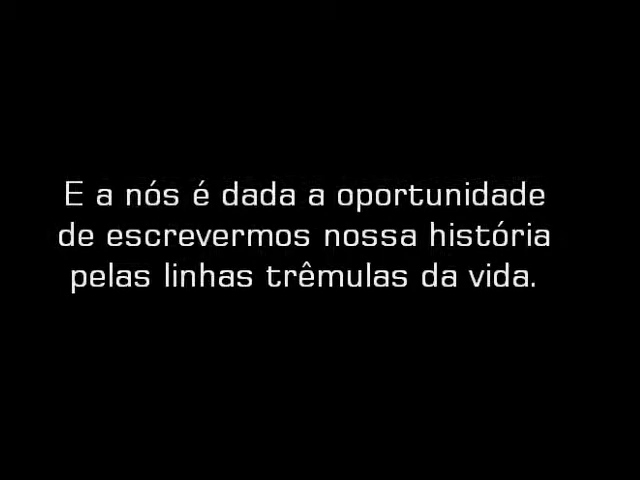 E a nós é dada a oportunidade
de escrevermos nossa história
pelas linhas trêmulas da vida.